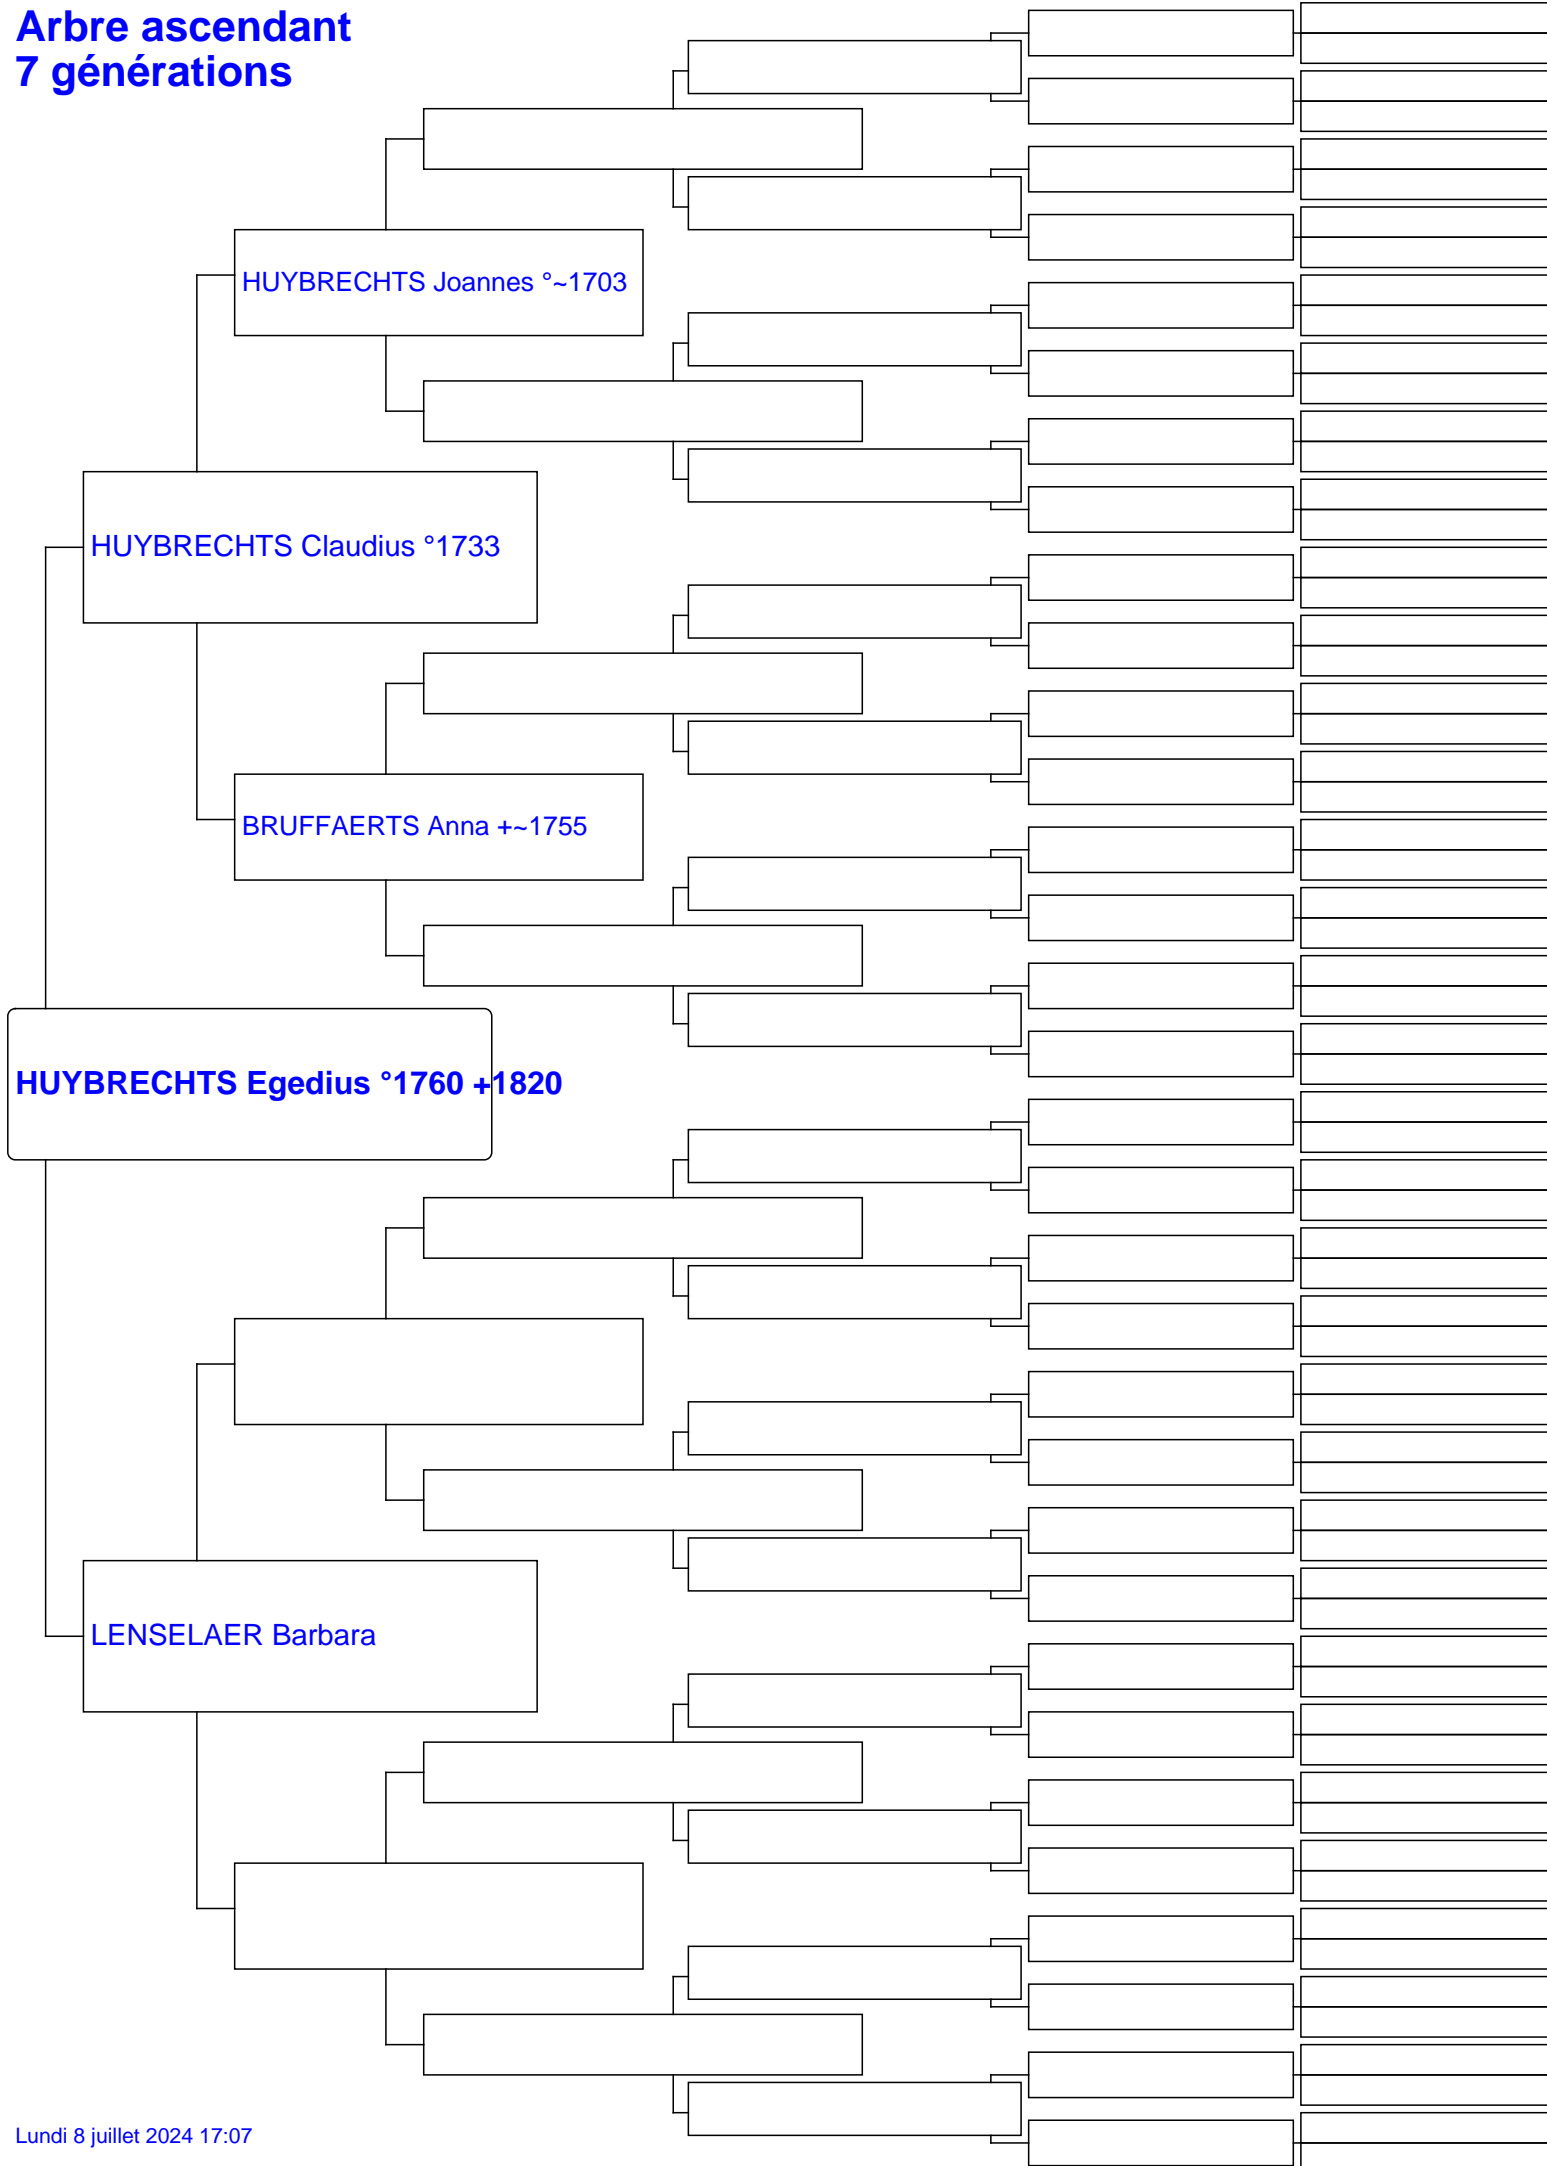 Arbre ascendant
7 générations
HUYBRECHTS Joannes °~1703
HUYBRECHTS Claudius °1733
BRUFFAERTS Anna +~1755
HUYBRECHTS Egedius °1760 +1820
LENSELAER Barbara
Lundi 8 juillet 2024 17:07